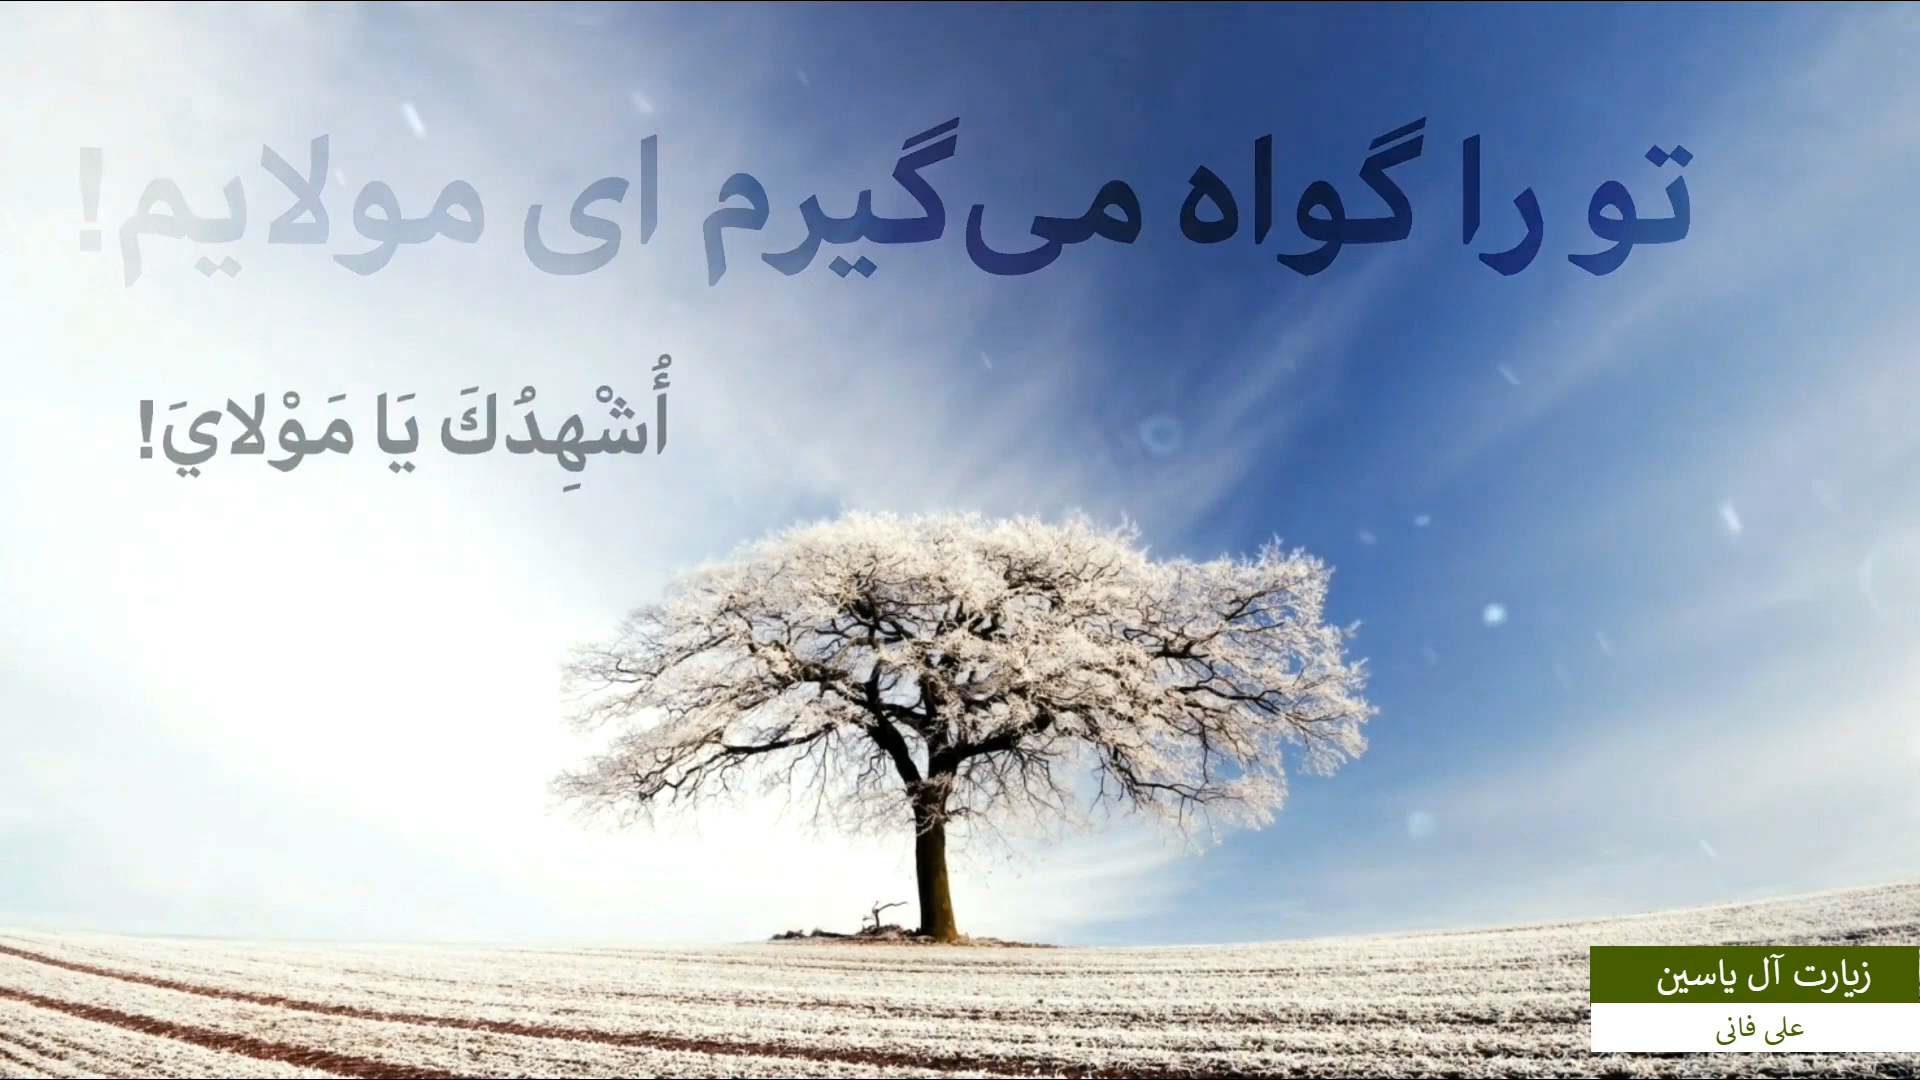 تو را گواه می‌گیرم ای مولایم!
أُشْهِدُكَ يَا مَوْلايَ!
زیارت آل یاسین
علی فانی